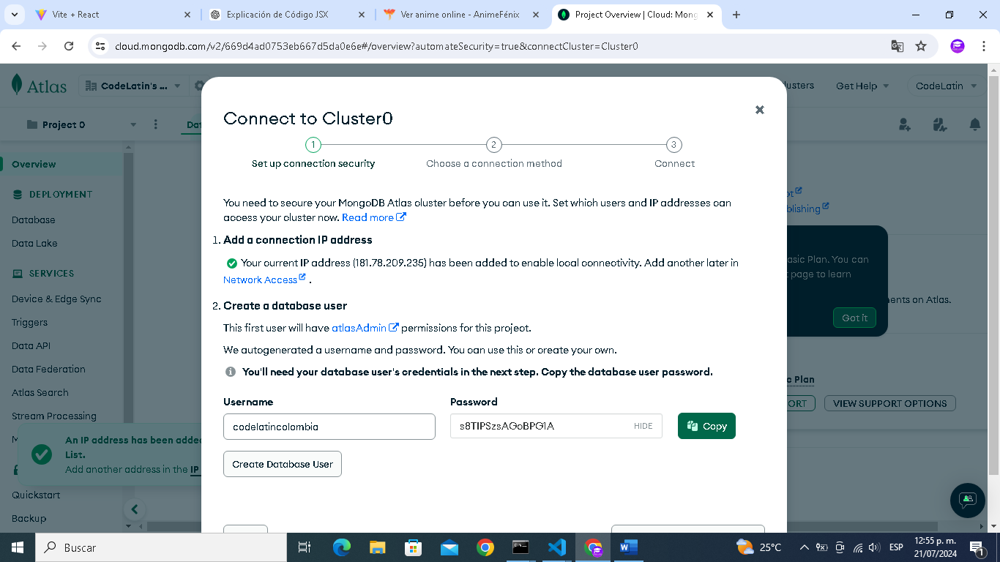 Vite + React
Explicación de Código JSX
Ver anime online - AnimeFénix
Project Overview | Cloud: Mong
cloud.mongodb.com/v2/669d4ad0753eb667d5da0e6e#/overview?automateSecurity=true&connectCluster=Cluster0
Atlas
CodeLatin's ...
lusters
Get Help
CodeLatin
Project 0
Dat
Overview
DEPLOYMENT
Database
Data Lake
SERVICES
Device & Edge Sync
Triggers
Data API
Data Federation
Atlas Search
Stream Processing
An IP address has been added
List.
Add another address in the IP
Quickstart
Backup
Connect to Cluster0
1
2
3
Set up connection security
Choose a connection method
Connect
You need to secure your MongoDB Atlas cluster before you can use it. Set which users and IP addresses can
access your cluster now. Read more
1. Add a connection IP address
Your current IP address (181.78.209.235) has been added to enable local connectivity. Add another later in
Network Access .
2. Create a database user
This first user will have atlasAdmin permissions for this project.
We autogenerated a username and password. You can use this or create your own.
You'll need your database user's credentials in the next step. Copy the database user password.
Username
Password
codelatincolombia
s8TIPSzsAGcBPG1A
HIDE
Copy
Create Database User
blishing
asic Plan. You can
t page to learn
ents on Atlas.
Got it
c Plan
ORT
VIEW SUPPORT OPTIONS
Buscar
25°C
ESP
12:55 p. m.
21/07/2024
1